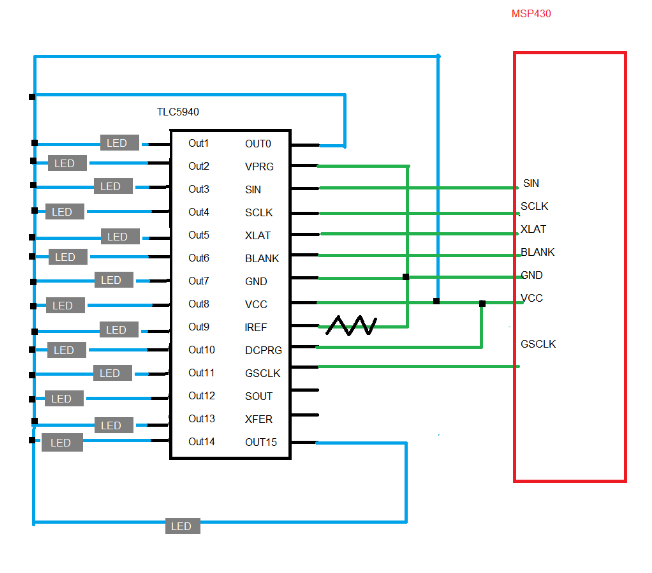 MSP430
TLC5940
LED Out1 OUT0
LED Out2 VPRG
LED Out3 SIN SIN
LED Out4 SCLK SCLK
LED Out5 XLAT XLAT
LED Out6 BLANK BLANK
LED Out7 GND GND
LED Out8 VCC VCC
LED Out9 IREF
LED Out10 DCPRG GSCLK
LED Out11 GSCLK
LED Out12 SOUT
LED Out13 XFER
LED Out14 OUT15
LED